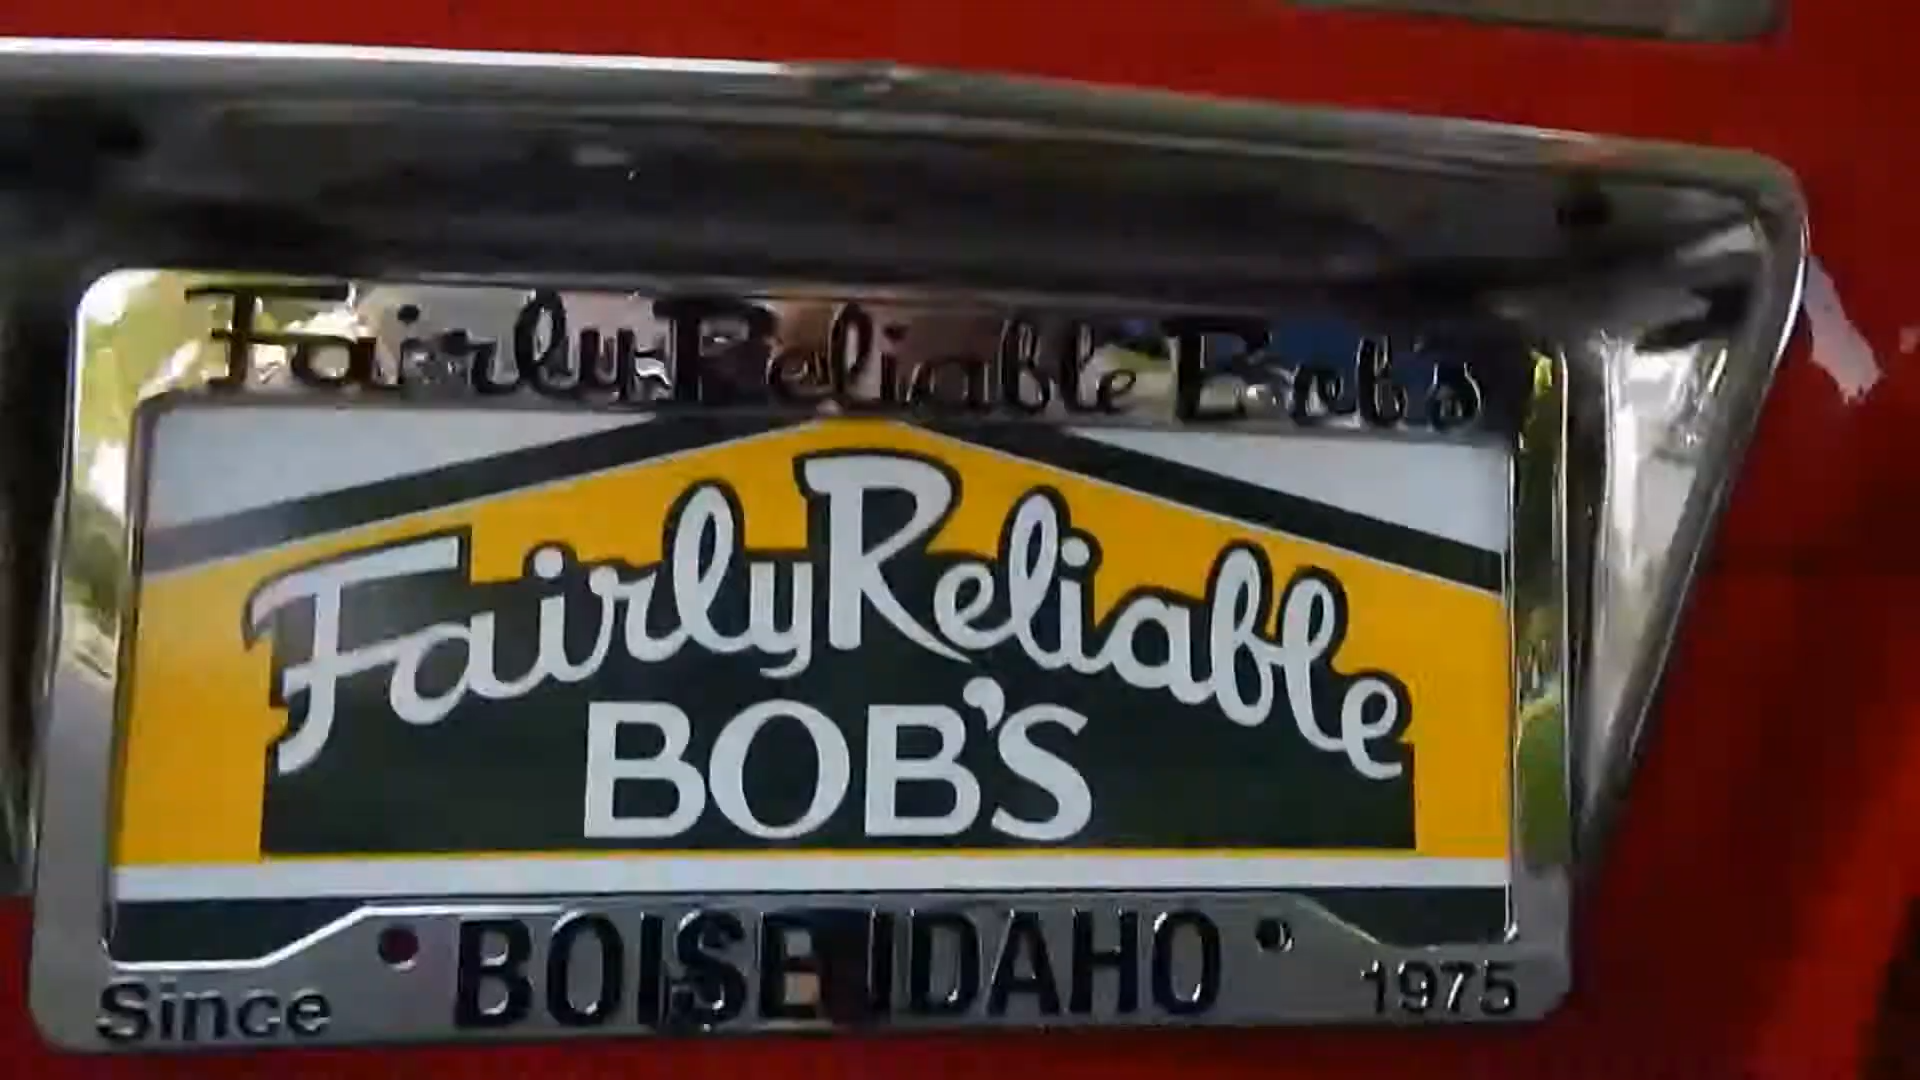 Fairly Reliable Bob's
Fairly Reliable
BOB'S
BOISE IDAHO
Since 1975